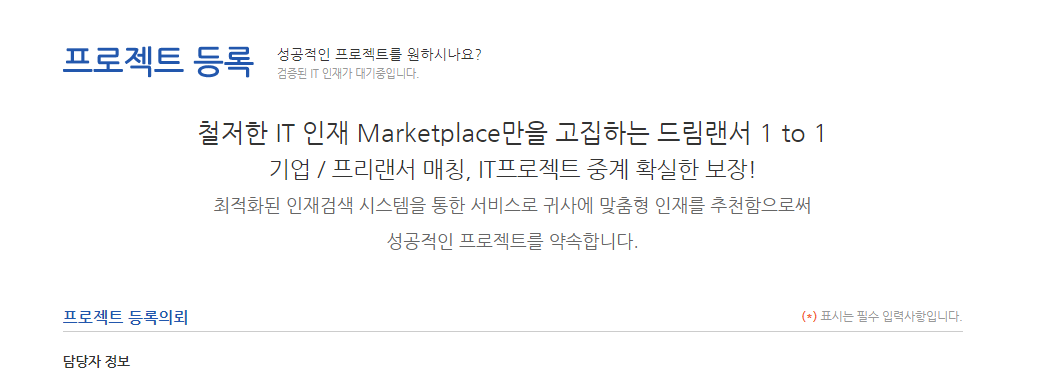 프로젝트 등록
성공적인 프로젝트를 원하시나요?
검증된 IT 인재가 대기중입니다.
철저한 IT 인재 Marketplace만을 고집하는 드림랜서 1 to 1
기업 / 프리랜서 매칭, IT프로젝트 중계 확실한 보장!
최적화된 인재검색 시스템을 통한 서비스로 귀사에 맞춤형 인재를 추천함으로써
성공적인 프로젝트를 약속합니다.
프로젝트 등록의뢰
(*) 표시는 필수 입력사항입니다.
담당자 정보